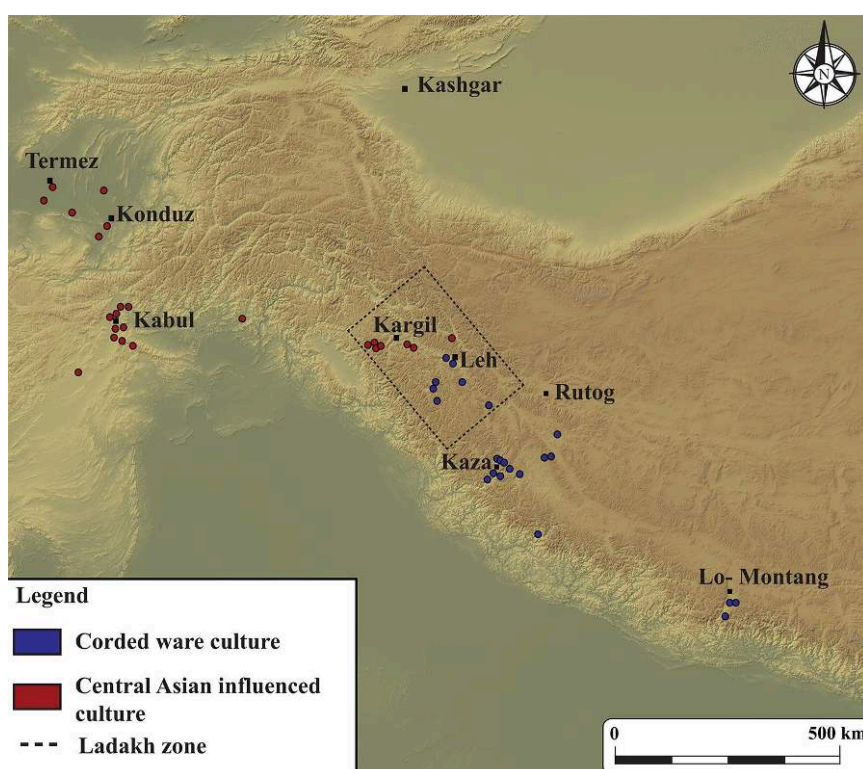 N
Kashgar
Termez
Konduz
Kabul
Kargil
Leh
Rutog
Kaza
Lo- Montang
Legend
Corded ware culture
Central Asian influenced
culture
Ladakh zone
0 500 km